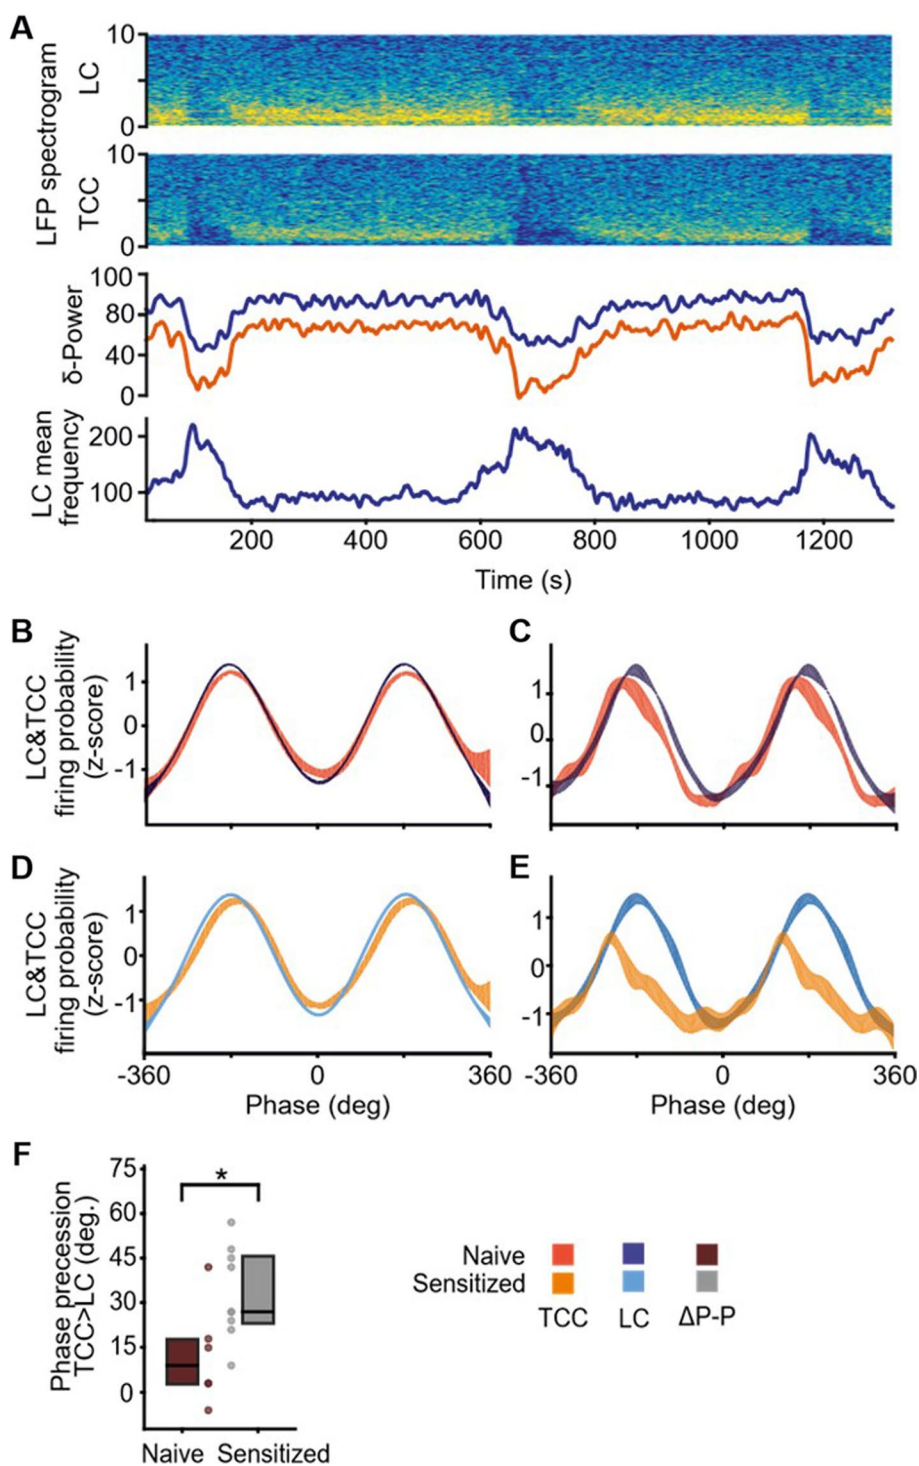 A
LFP spectrogram
LC
10
0
TCC
10
0
δ-Power
100
80
40
0
LC mean
frequency
200
100
200 400 600 800 1000 1200
Time (s)
B
LC&TCC
firing probability
(z-score)
1
0
-1
C
1
0
-1
D
LC&TCC
firing probability
(z-score)
1
0
-1
-360 0 360
Phase (deg)
E
1
0
-1
-360 0 360
Phase (deg)
F
Phase precession
TCC>LC (deg.)
75
60
45
30
15
0
*
Naive Sensitized
Naive
Sensitized
TCC LC ΔP-P